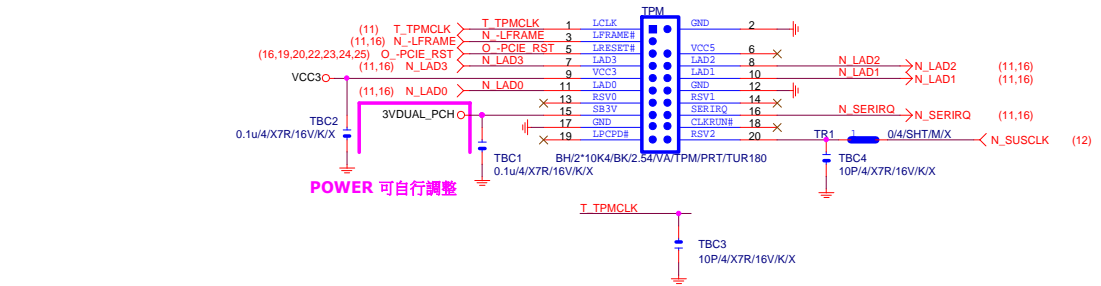 TPM
(11) T_TPMCLK T_TPMCLK 1 LCLK GND 2
(11,16) N_-LFRAME N_-LFRAME 3 LFRAME#
(16,19,20,22,23,24,25) O_-PCIE_RST O_-PCIE_RST 5 LRESET# VCC5 6
(11,16) N_LAD3 N_LAD3 7 LAD3 LAD2 8 N_LAD2 N_LAD2 (11,16)
VCC3 9 VCC3 LAD1 10 N_LAD1 N_LAD1 (11,16)
(11,16) N_LAD0 N_LAD0 11 LAD0 GND 12
13 RSV0 RSV1 14
3VDUAL_PCH 15 SB3V SERIRQ 16 N_SERIRQ N_SERIRQ (11,16)
17 GND CLKRUN# 18
19 LPCPD# RSV2 20 TR1 1 0/4/SHT/M/X N_SUSCLK (12)
TBC2
0.1u/4/X7R/16V/K/X
TBC1
0.1u/4/X7R/16V/K/X
BH/2*10K4/BK/2.54/VA/TPM/PRT/TUR180
TBC4
10P/4/X7R/16V/K/X
POWER 可自行調整
T_TPMCLK
TBC3
10P/4/X7R/16V/K/X